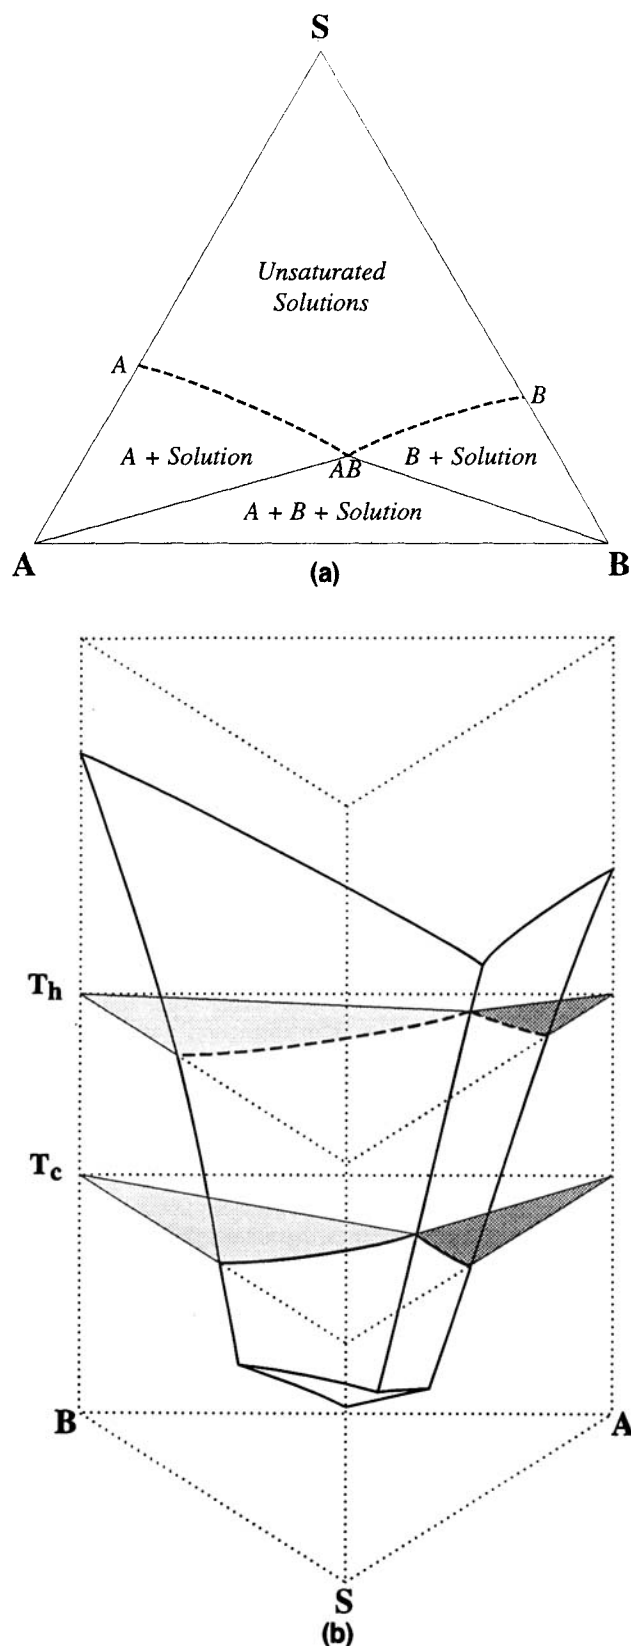 S
Unsaturated
Solutions
A
B
A + Solution
AB
B + Solution
A + B + Solution
A
B
(a)
Th
Tc
B
A
S
(b)